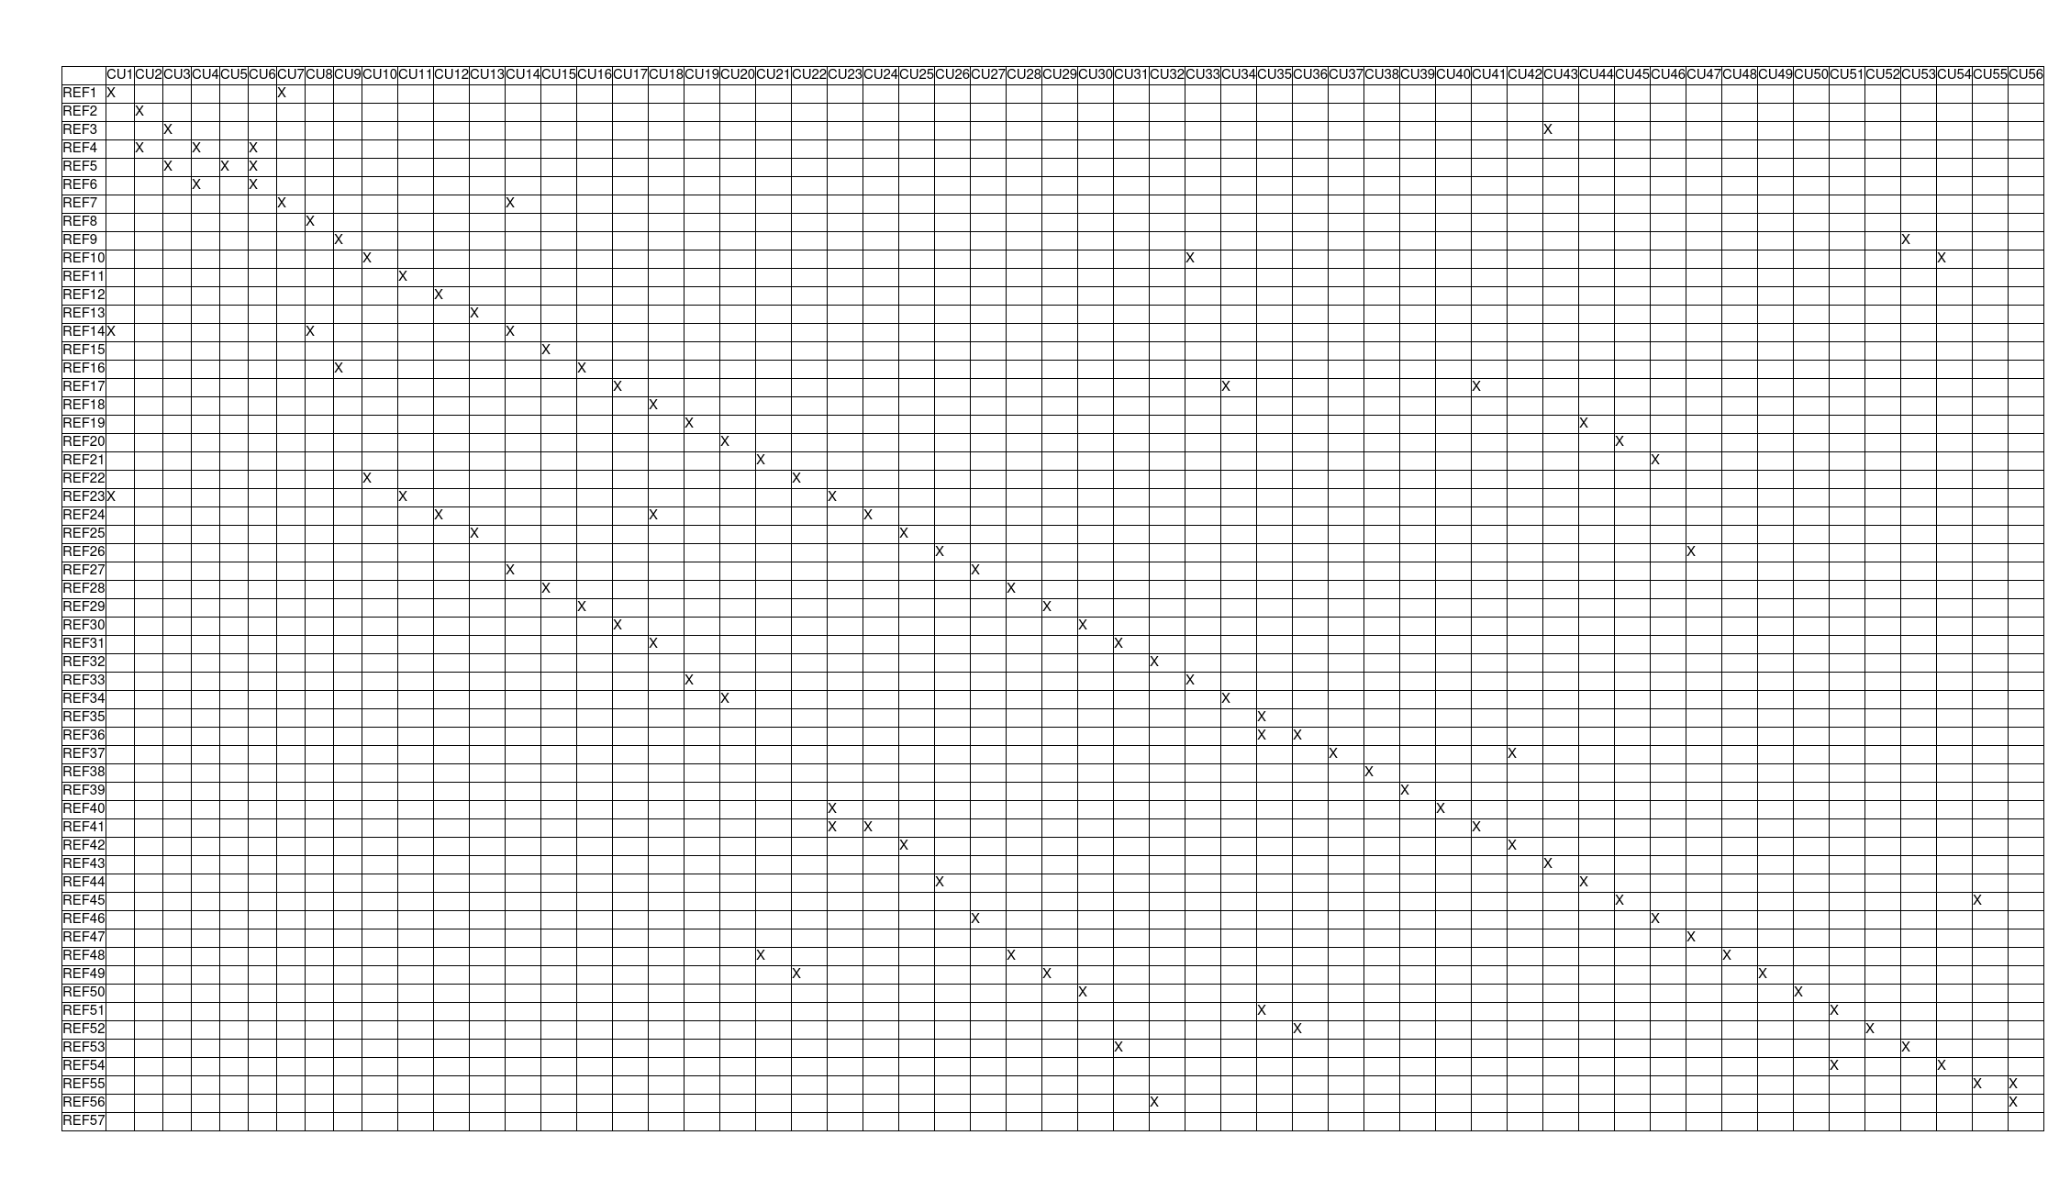 CU1 CU2 CU3 CU4 CU5 CU6 CU7 CU8 CU9 CU10 CU11 CU12 CU13 CU14 CU15 CU16 CU17 CU18 CU19 CU20 CU21 CU22 CU23 CU24 CU25 CU26 CU27 CU28 CU29 CU30 CU31 CU32 CU33 CU34 CU35 CU36 CU37 CU38 CU39 CU40 CU41 CU42 CU43 CU44 CU45 CU46 CU47 CU48 CU49 CU50 CU51 CU52 CU53 CU54 CU55 CU56
REF1 X X
REF2 X
REF3 X X
REF4 X X X
REF5 X X X
REF6 X X
REF7 X X
REF8 X
REF9 X X
REF10 X X X
REF11 X
REF12 X
REF13 X
REF14 X X X
REF15 X
REF16 X X
REF17 X X X
REF18 X
REF19 X X
REF20 X X
REF21 X X
REF22 X X
REF23 X X X
REF24 X X X
REF25 X X
REF26 X X
REF27 X X
REF28 X X
REF29 X X
REF30 X X
REF31 X X
REF32 X
REF33 X X
REF34 X X
REF35 X
REF36 X X
REF37 X X
REF38 X
REF39 X
REF40 X X
REF41 X X X
REF42 X X
REF43 X
REF44 X X
REF45 X X
REF46 X X
REF47 X
REF48 X X X
REF49 X X X
REF50 X X
REF51 X X
REF52 X X
REF53 X X
REF54 X X
REF55 X X
REF56 X X
REF57